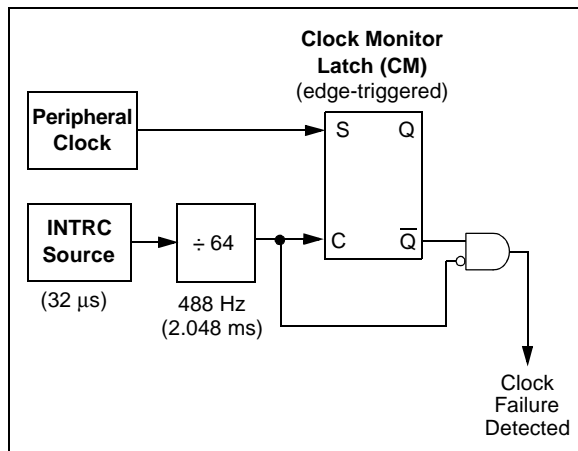 Clock Monitor
Latch (CM)
(edge-triggered)
Peripheral
Clock
S
Q
INTRC
Source
÷ 64
C
Q̅
(32 μs)
488 Hz
(2.048 ms)
Clock
Failure
Detected